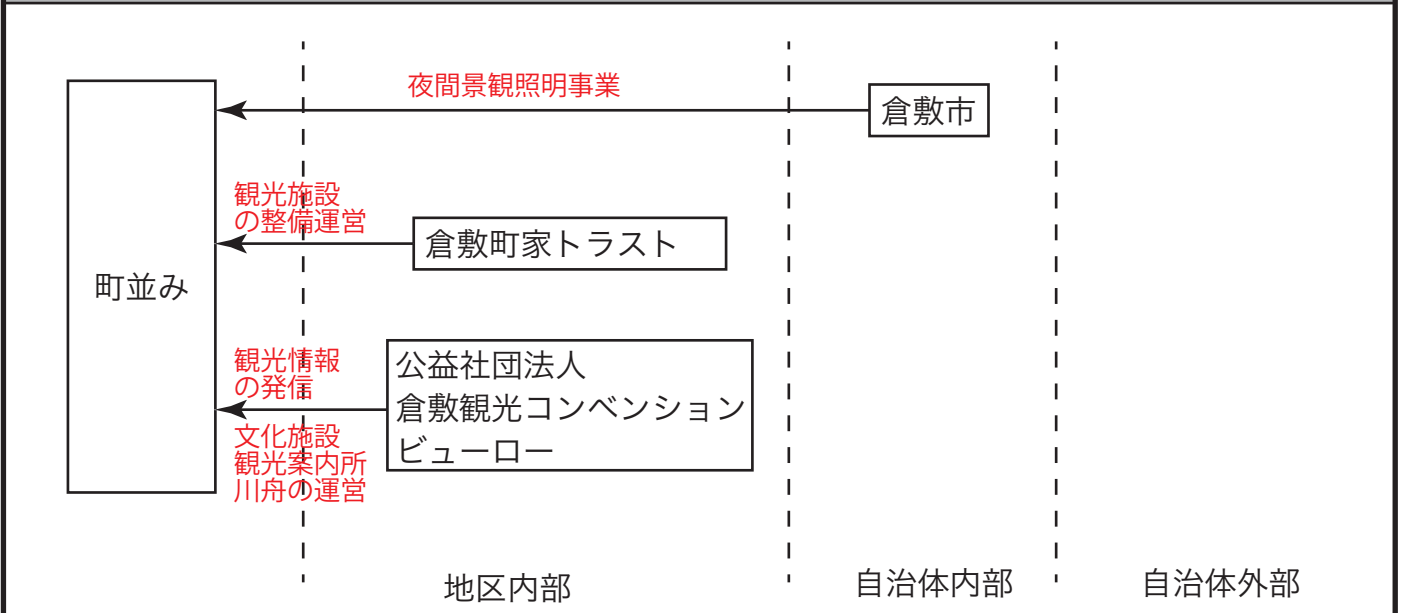 夜間景観照明事業
倉敷市
観光施設
の整備運営
倉敷町家トラスト
町並み
観光情報
の発信
公益社団法人
倉敷観光コンベンション
ビューロー
文化施設
観光案内所
川舟の運営
地区内部
自治体内部
自治体外部